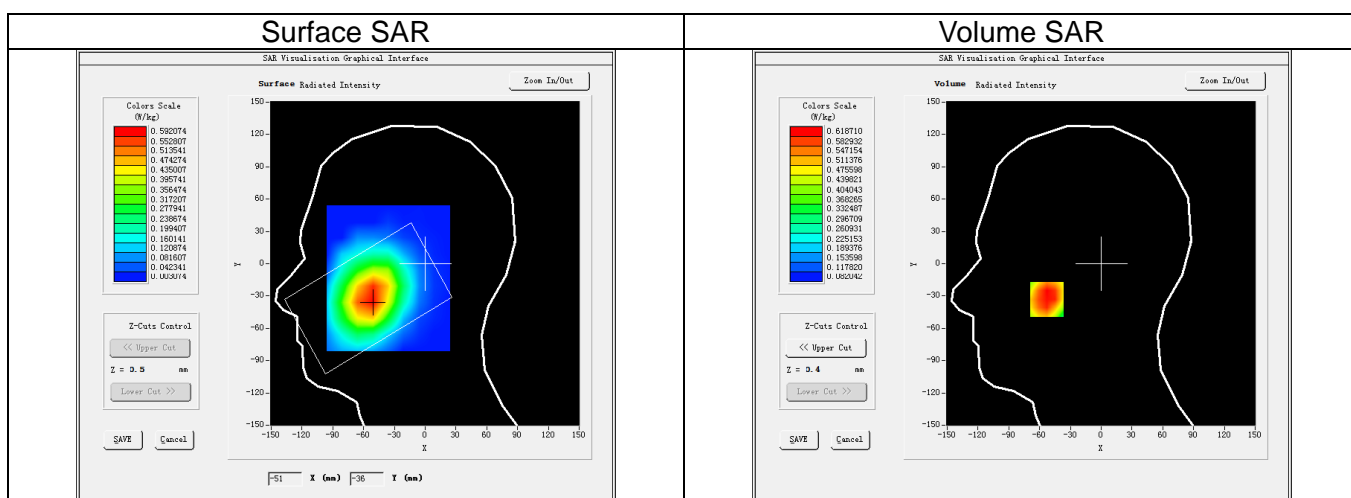 Surface SAR
SAR Visualisation Graphical Interface
Surface Radiated Intensity
Zoom In/Out
Colors Scale
(W/kg)
0.592074
0.552807
0.513541
0.474274
0.435007
0.395741
0.356474
0.317207
0.277941
0.238674
0.199407
0.160141
0.120874
0.081607
0.042341
0.003074
Z-Cuts Control
<< Upper Cut
Z = 0.5 mm
Lower Cut >>
SAVE Cancel
150
120
90
60
30
0
-30
-60
-90
-120
-150
Y
-150 -120 -90 -60 -30 0 30 60 90 120 150
X
-51 X (mm) -36 Y (mm)
Volume SAR
SAR Visualisation Graphical Interface
Volume Radiated Intensity
Zoom In/Out
Colors Scale
(W/kg)
0.618710
0.582932
0.547154
0.511376
0.475598
0.439821
0.404043
0.368265
0.332487
0.296709
0.260931
0.225153
0.189376
0.153598
0.117820
0.082042
Z-Cuts Control
<< Upper Cut
Z = 0.4 mm
Lower Cut >>
SAVE Cancel
150
120
90
60
30
0
-30
-60
-90
-120
-150
Y
-150 -120 -90 -60 -30 0 30 60 90 120 150
X